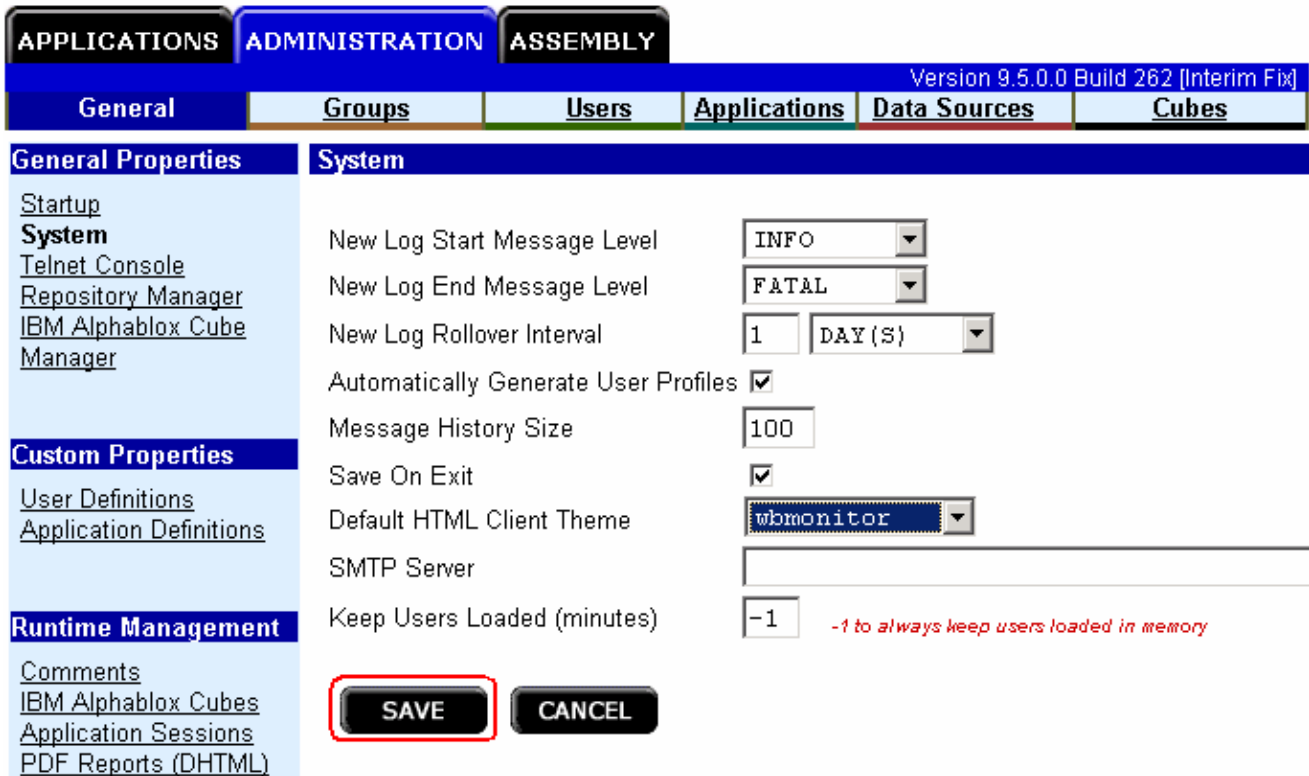 APPLICATIONS ADMINISTRATION ASSEMBLY
Version 9.5.0.0 Build 262 [Interim Fix]
General Groups Users Applications Data Sources Cubes
General Properties
Startup
System
Telnet Console
Repository Manager
IBM Alphablox Cube
Manager
Custom Properties
User Definitions
Application Definitions
Runtime Management
Comments
IBM Alphablox Cubes
Application Sessions
PDF Reports (DHTML)
System
New Log Start Message Level INFO
New Log End Message Level FATAL
New Log Rollover Interval 1 DAY(S)
Automatically Generate User Profiles
Message History Size 100
Save On Exit
Default HTML Client Theme wbmonitor
SMTP Server
Keep Users Loaded (minutes) -1 -1 to always keep users loaded in memory
SAVE CANCEL